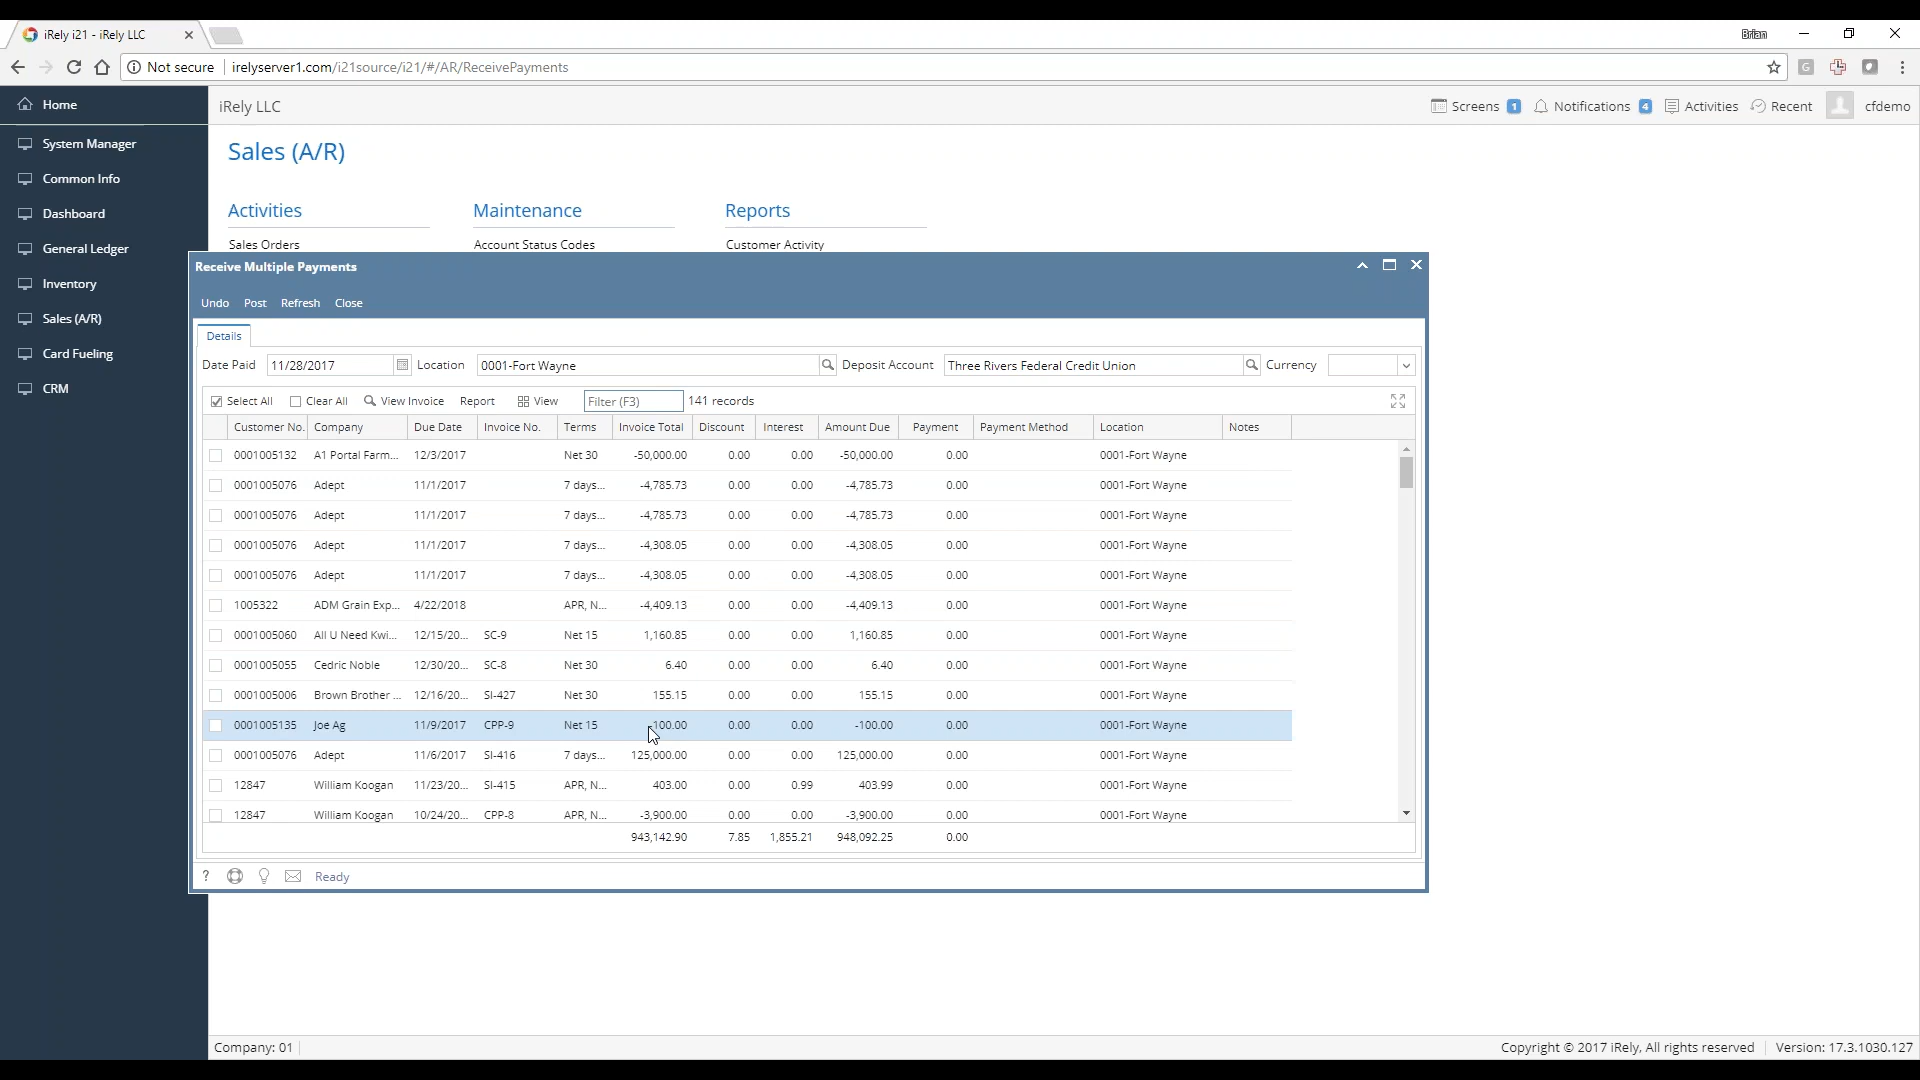 iRely i21 - iRely LLC
Brian
Not secure irelyserver1.com/i21source/i21/#/AR/ReceivePayments
Home
iRely LLC
Screens 1 Notifications 4 Activities Recent cfdemo
System Manager
Common Info
Dashboard
General Ledger
Inventory
Sales (A/R)
Card Fueling
CRM
Sales (A/R)
Activities Maintenance Reports
Sales Orders Account Status Codes Customer Activity
Receive Multiple Payments
Undo Post Refresh Close
Details
Date Paid 11/28/2017 Location 0001-Fort Wayne Deposit Account Three Rivers Federal Credit Union Currency
Select All Clear All View Invoice Report View Filter (F3) 141 records
Customer No. Company Due Date Invoice No. Terms Invoice Total Discount Interest Amount Due Payment Payment Method Location Notes
0001005132 A1 Portal Farm... 12/3/2017 Net 30 -50,000.00 0.00 0.00 -50,000.00 0.00 0001-Fort Wayne
0001005076 Adept 11/1/2017 7 days... -4,785.73 0.00 0.00 -4,785.73 0.00 0001-Fort Wayne
0001005076 Adept 11/1/2017 7 days... -4,785.73 0.00 0.00 -4,785.73 0.00 0001-Fort Wayne
0001005076 Adept 11/1/2017 7 days... -4,308.05 0.00 0.00 -4,308.05 0.00 0001-Fort Wayne
0001005076 Adept 11/1/2017 7 days... -4,308.05 0.00 0.00 -4,308.05 0.00 0001-Fort Wayne
1005322 ADM Grain Exp... 4/22/2018 APR, N... -4,409.13 0.00 0.00 -4,409.13 0.00 0001-Fort Wayne
0001005060 All U Need Kwi... 12/15/20... SC-9 Net 15 1,160.85 0.00 0.00 1,160.85 0.00 0001-Fort Wayne
0001005055 Cedric Noble 12/30/20... SC-8 Net 30 6.40 0.00 0.00 6.40 0.00 0001-Fort Wayne
0001005006 Brown Brother ... 12/16/20... SI-427 Net 30 155.15 0.00 0.00 155.15 0.00 0001-Fort Wayne
0001005135 Joe Ag 11/9/2017 CPP-9 Net 15 -100.00 0.00 0.00 -100.00 0.00 0001-Fort Wayne
0001005076 Adept 11/6/2017 SI-416 7 days... 125,000.00 0.00 0.00 125,000.00 0.00 0001-Fort Wayne
12847 William Koogan 11/23/20... SI-415 APR, N... 403.00 0.00 0.99 403.99 0.00 0001-Fort Wayne
12847 William Koogan 10/24/20... CPP-8 APR, N... -3,900.00 0.00 0.00 -3,900.00 0.00 0001-Fort Wayne
943,142.90 7.85 1,855.21 948,092.25 0.00
? Ready
Company: 01
Copyright © 2017 iRely, All rights reserved Version: 17.3.1030.127